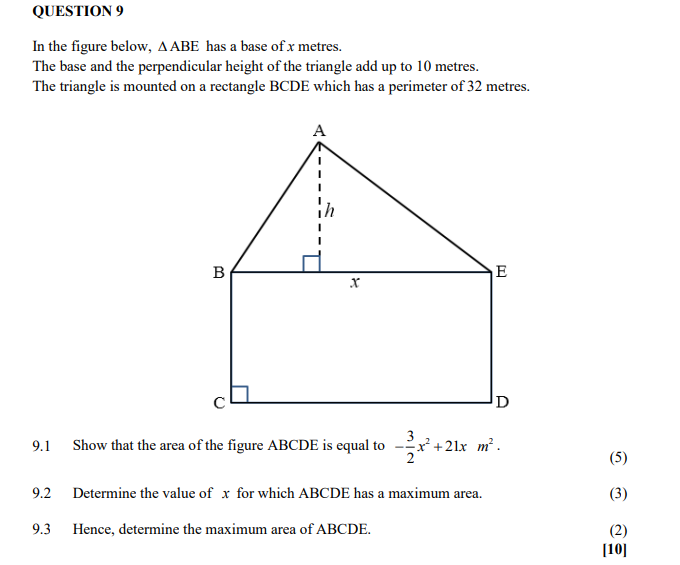 QUESTION 9
In the figure below, Δ ABE has a base of x metres.
The base and the perpendicular height of the triangle add up to 10 metres.
The triangle is mounted on a rectangle BCDE which has a perimeter of 32 metres.
A
h
B
E
x
C
D
9.1 Show that the area of the figure ABCDE is equal to −3/2 x² + 21x m² .
(5)
9.2 Determine the value of x for which ABCDE has a maximum area. (3)
9.3 Hence, determine the maximum area of ABCDE. (2)
[10]